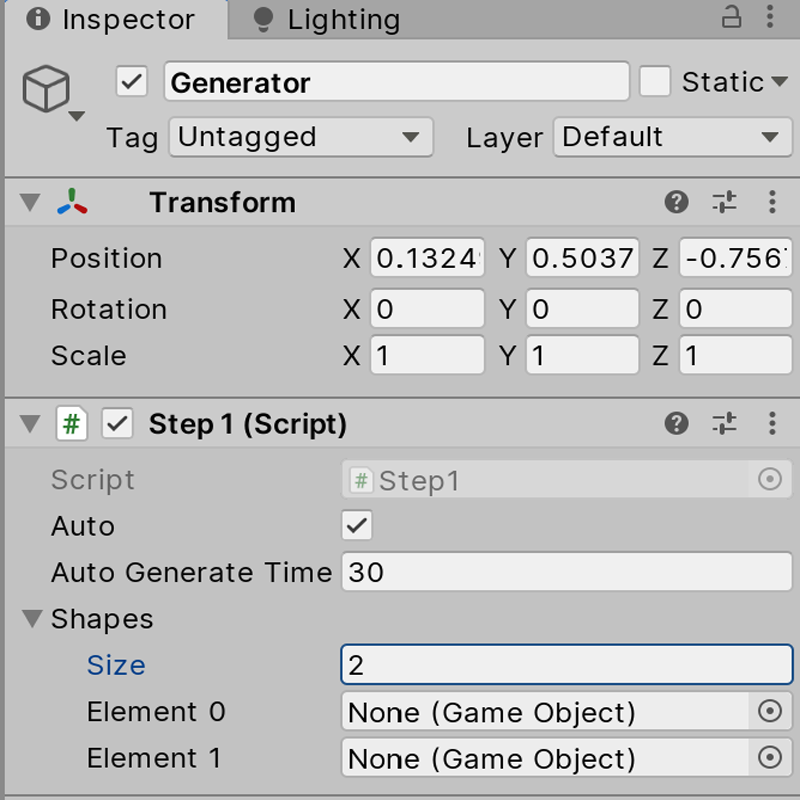 Inspector Lighting
Generator Static
Tag Untagged Layer Default
Transform
Position X 0.1324 Y 0.5037 Z -0.756
Rotation X 0 Y 0 Z 0
Scale X 1 Y 1 Z 1
# Step 1 (Script)
Script # Step1
Auto
Auto Generate Time 30
Shapes
Size 2
Element 0 None (Game Object)
Element 1 None (Game Object)